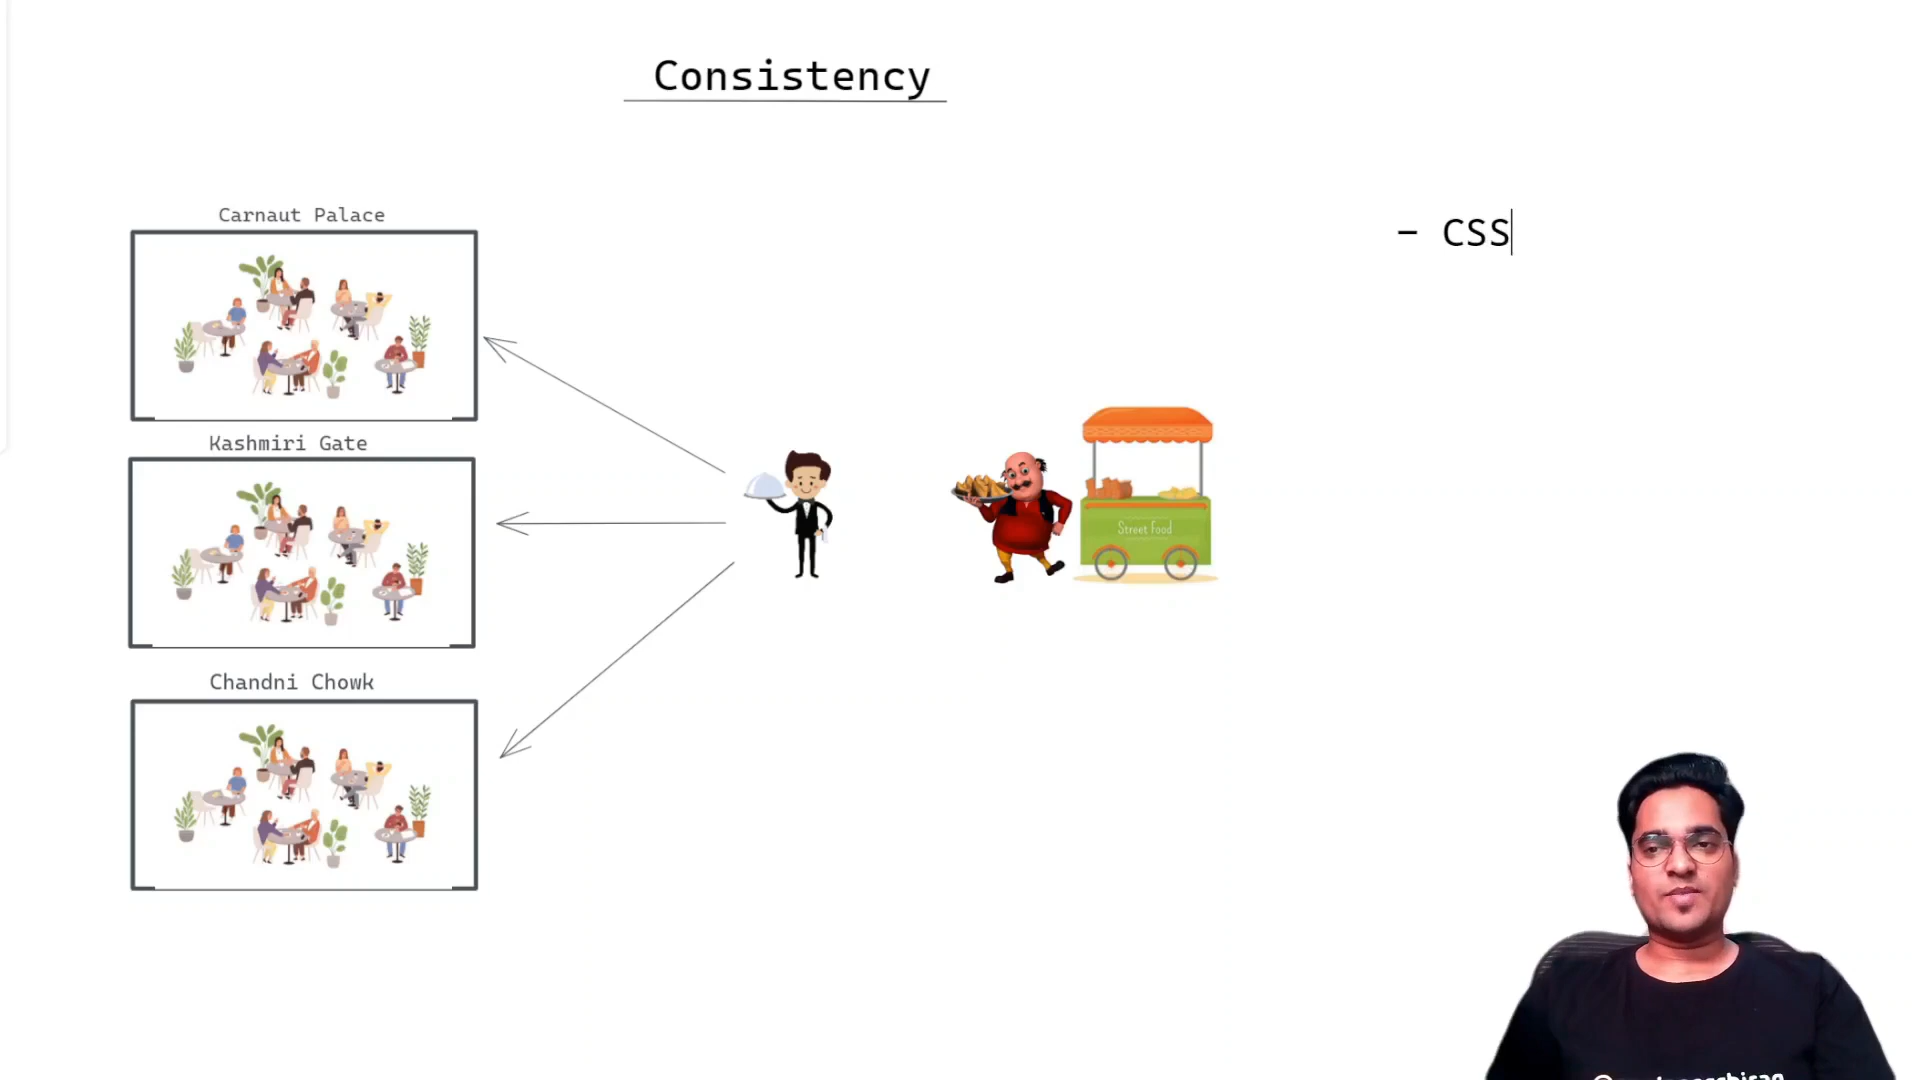 Consistency
Carnaut Palace
- CSS
Kashmiri Gate
Street Food
Chandni Chowk